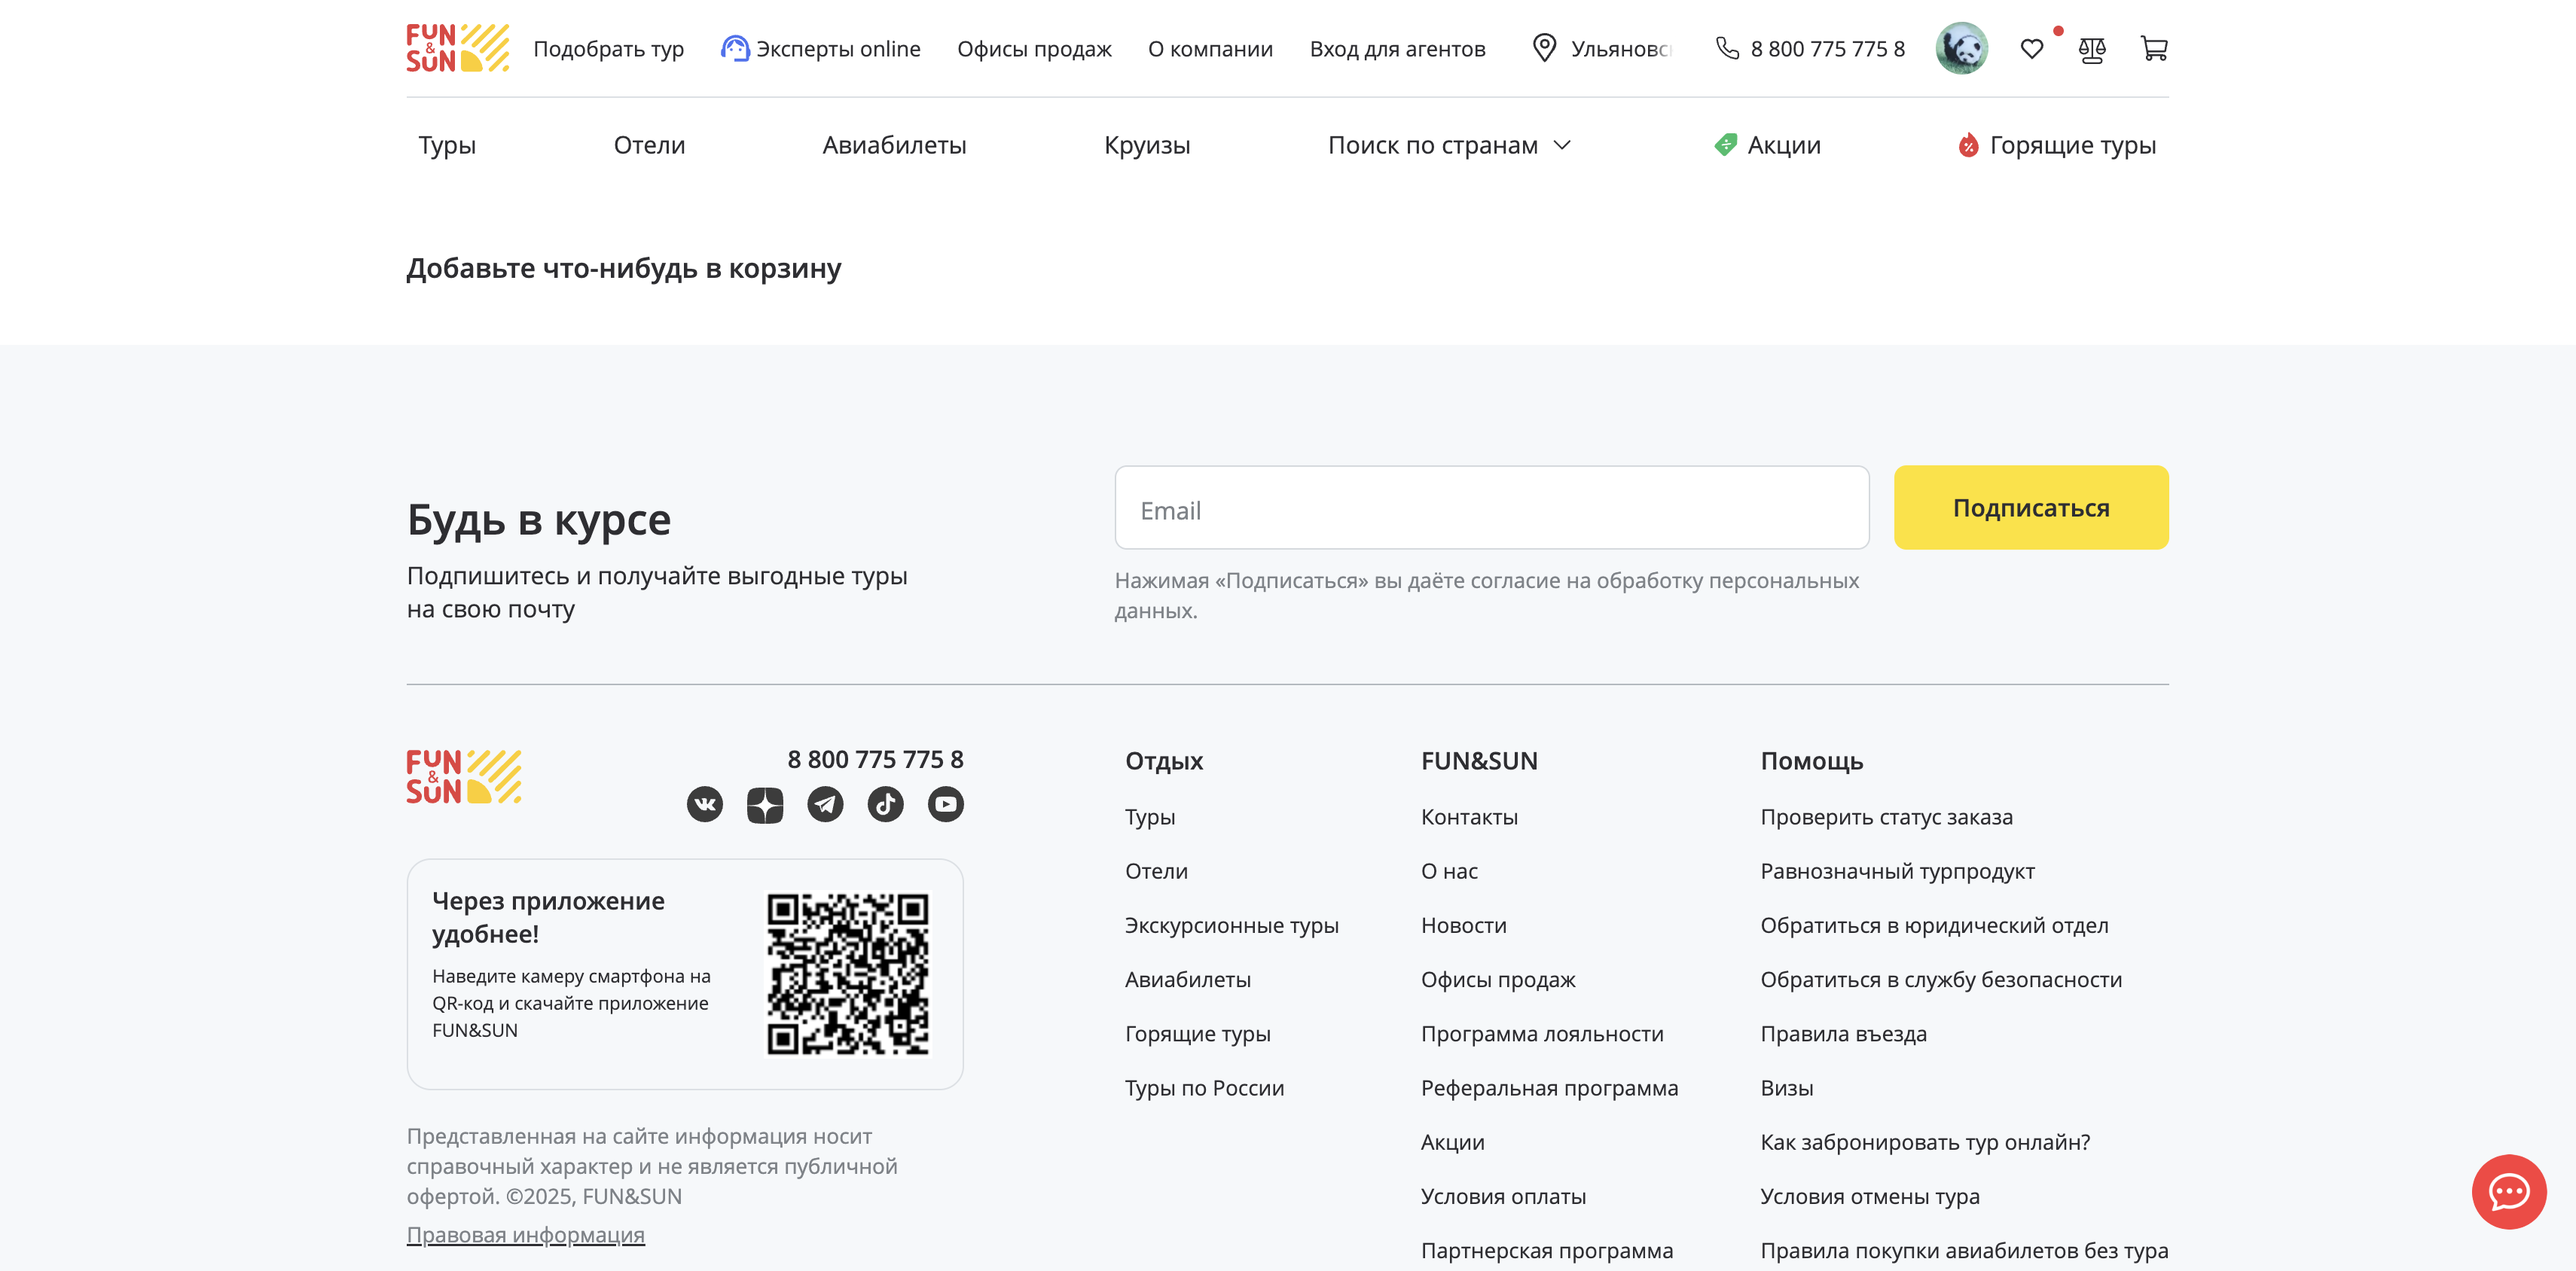 FUN & SUN
Подобрать тур
Эксперты online
Офисы продаж
О компании
Вход для агентов
Ульяновс
8 800 775 775 8
Туры
Отели
Авиабилеты
Круизы
Поиск по странам
Акции
Горящие туры
Добавьте что-нибудь в корзину
Будь в курсе
Подпишитесь и получайте выгодные туры
на свою почту
Email
Подписаться
Нажимая «Подписаться» вы даёте согласие на обработку персональных
данных.
FUN & SUN
8 800 775 775 8
Через приложение
удобнее!
Наведите камеру смартфона на
QR-код и скачайте приложение
FUN&SUN
Представленная на сайте информация носит
справочный характер и не является публичной
офертой. ©2025, FUN&SUN
Правовая информация
Отдых
Туры
Отели
Экскурсионные туры
Авиабилеты
Горящие туры
Туры по России
FUN&SUN
Контакты
О нас
Новости
Офисы продаж
Программа лояльности
Реферальная программа
Акции
Условия оплаты
Партнерская программа
Помощь
Проверить статус заказа
Равнозначный турпродукт
Обратиться в юридический отдел
Обратиться в службу безопасности
Правила въезда
Визы
Как забронировать тур онлайн?
Условия отмены тура
Правила покупки авиабилетов без тура